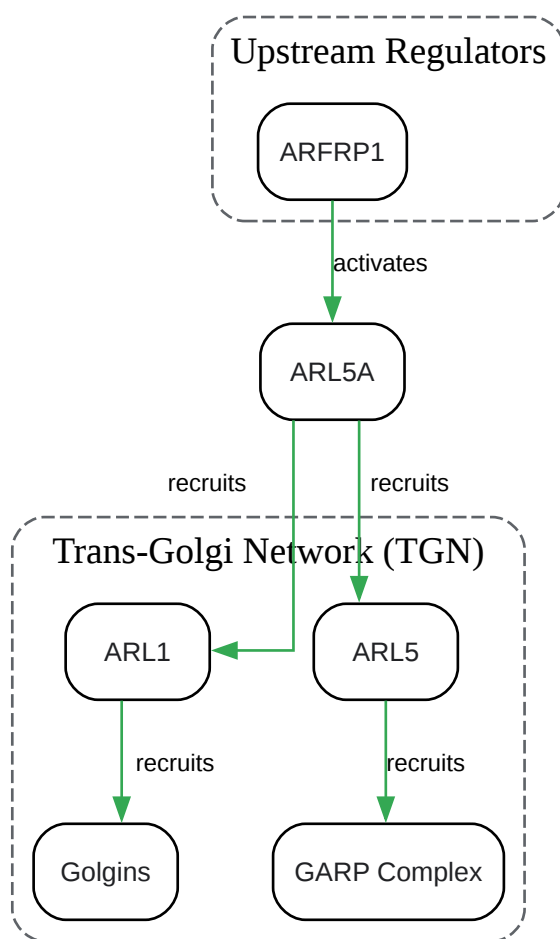 Upstream Regulators
ARFRP1
activates
ARL5A
recruits
recruits
Trans-Golgi Network (TGN)
ARL1
ARL5
recruits
recruits
Golgins
GARP Complex